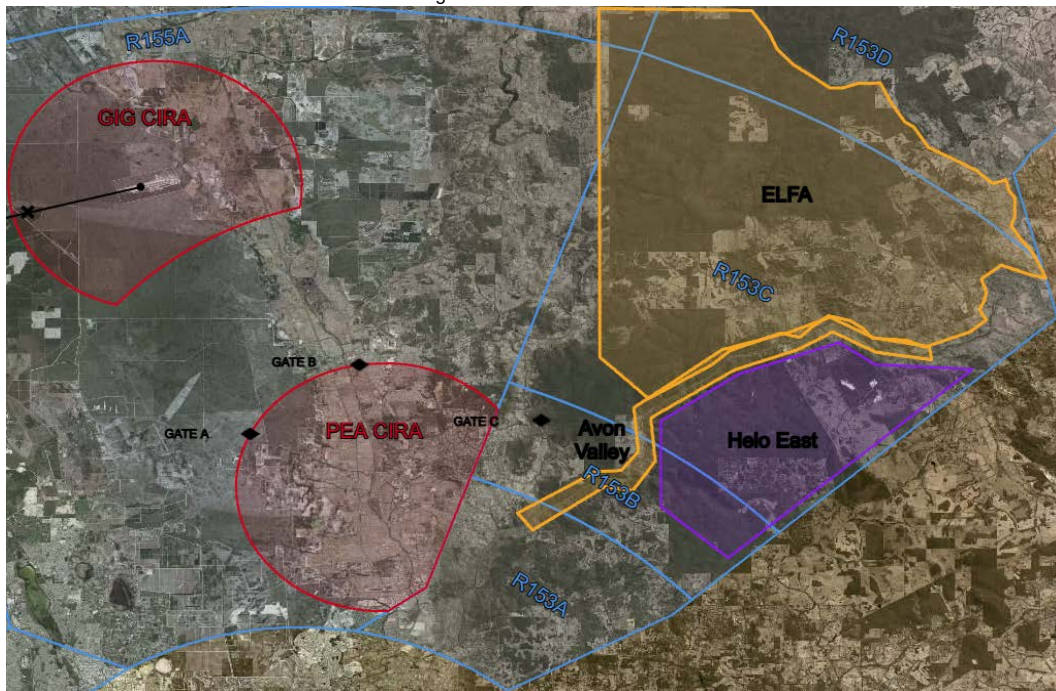 R155A
R153D
GIG CIRA
ELFA
R153C
GATE B
GATE A
PEA CIRA
GATE C
Avon
Valley
Helo East
R153B
R153A